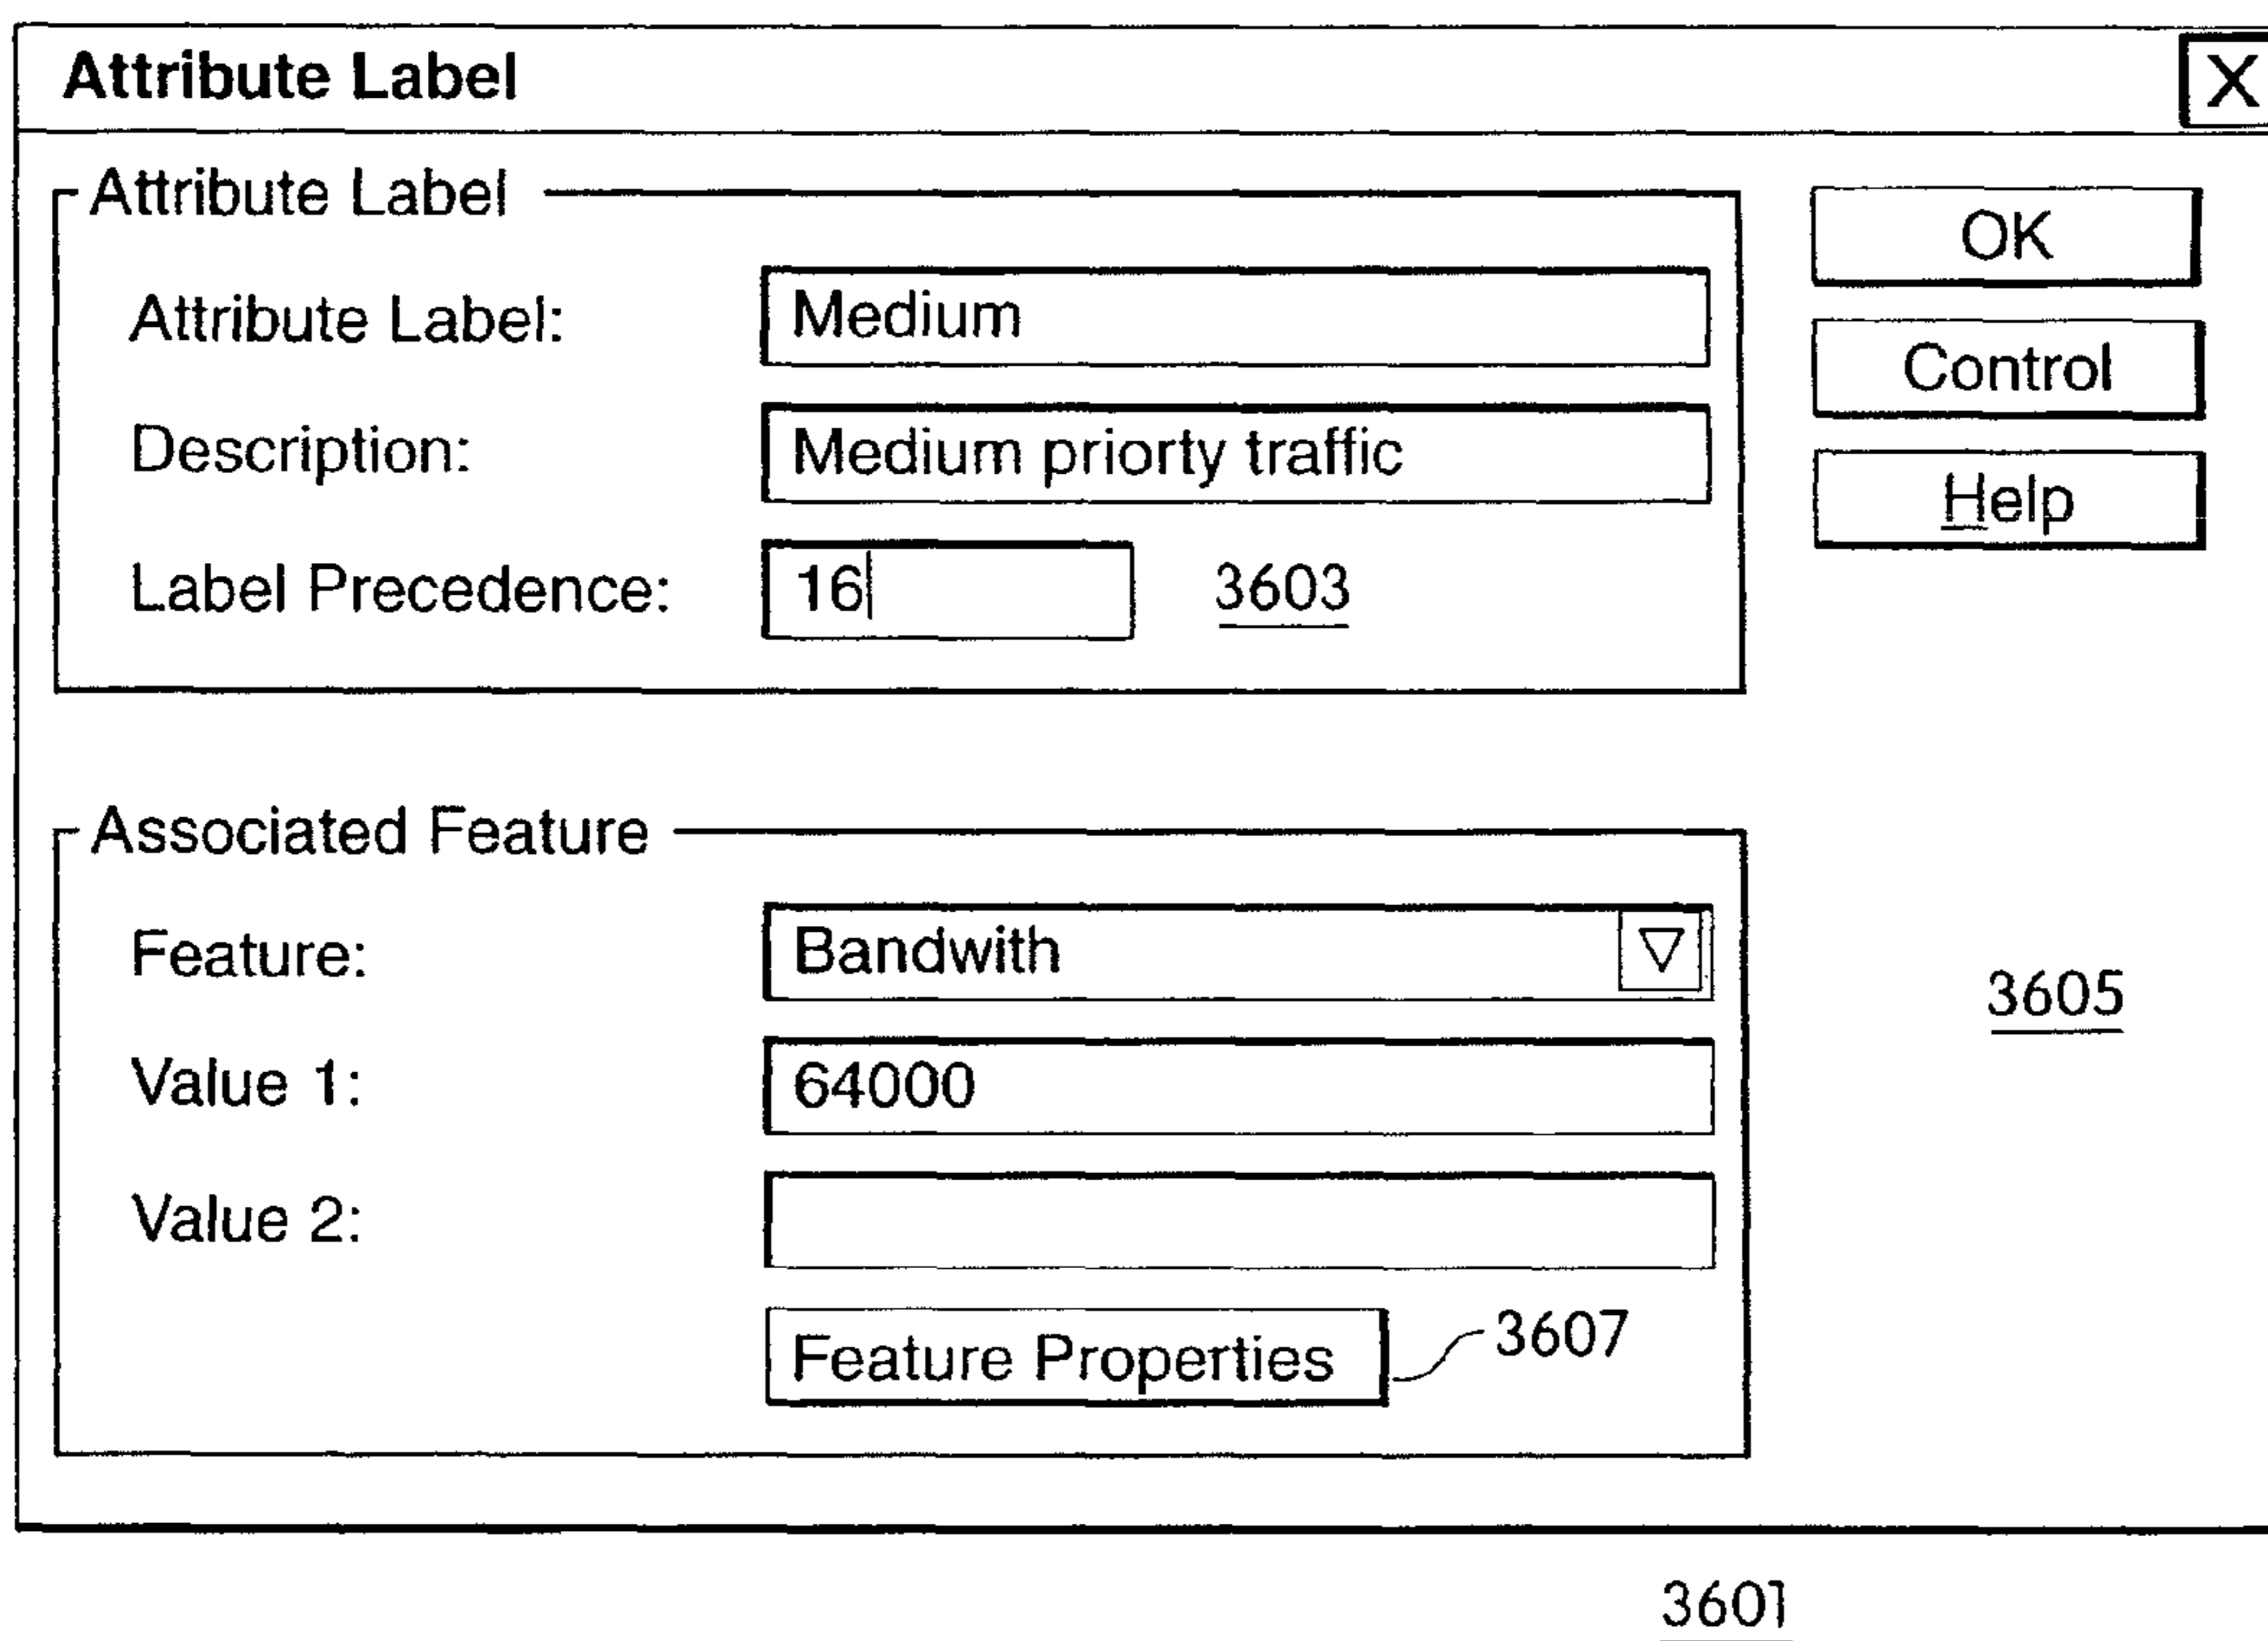 Attribute Label X
Attribute Label
OK
Attribute Label: Medium
Control
Description: Medium priorty traffic
Help
Label Precedence: 16 3603
Associated Feature
Feature: Bandwith
3605
Value 1: 64000
Value 2:
Feature Properties 3607
3601